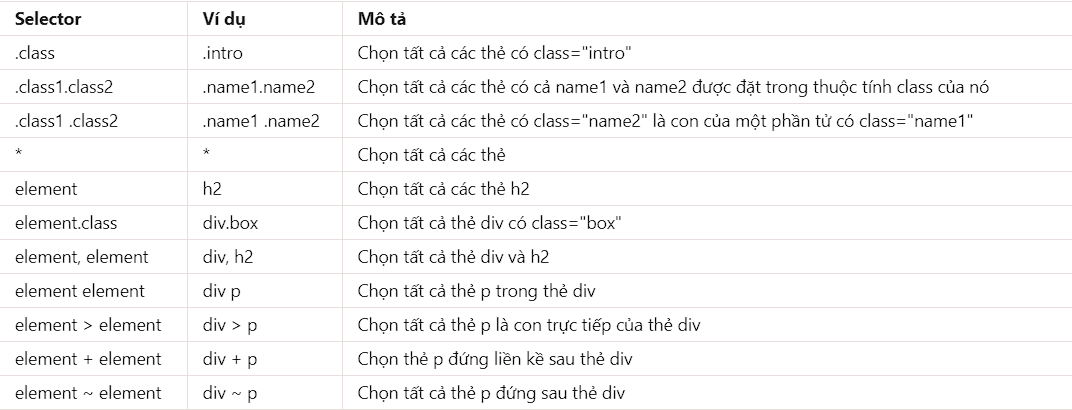 Selector Ví dụ Mô tả
.class .intro Chọn tất cả các thẻ có class="intro"
.class1.class2 .name1.name2 Chọn tất cả các thẻ có cả name1 và name2 được đặt trong thuộc tính class của nó
.class1 .class2 .name1 .name2 Chọn tất cả các thẻ có class="name2" là con của một phần tử có class="name1"
* * Chọn tất cả các thẻ
element h2 Chọn tất cả các thẻ h2
element.class div.box Chọn tất cả thẻ div có class="box"
element, element div, h2 Chọn tất cả thẻ div và h2
element element div p Chọn tất cả thẻ p trong thẻ div
element > element div > p Chọn tất cả thẻ p là con trực tiếp của thẻ div
element + element div + p Chọn thẻ p đứng liền kề sau thẻ div
element ~ element div ~ p Chọn tất cả thẻ p đứng sau thẻ div